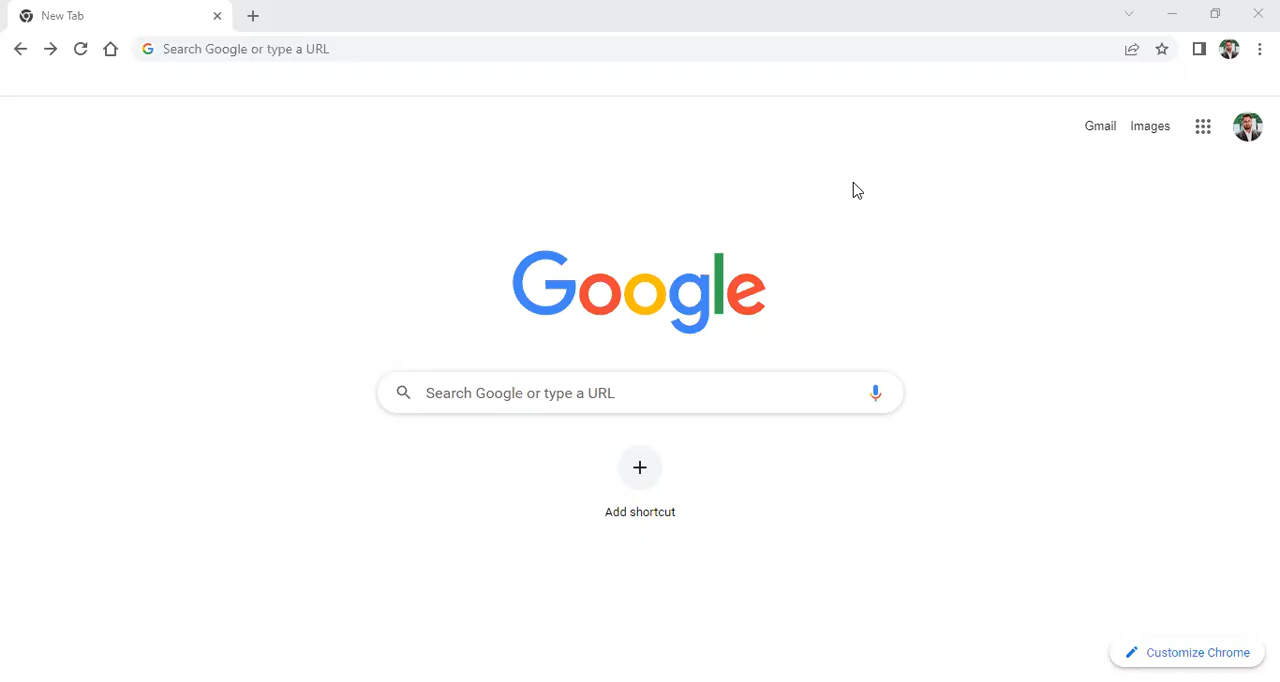 New Tab
Search Google or type a URL
Gmail Images
Google
Search Google or type a URL
Add shortcut
Customize Chrome